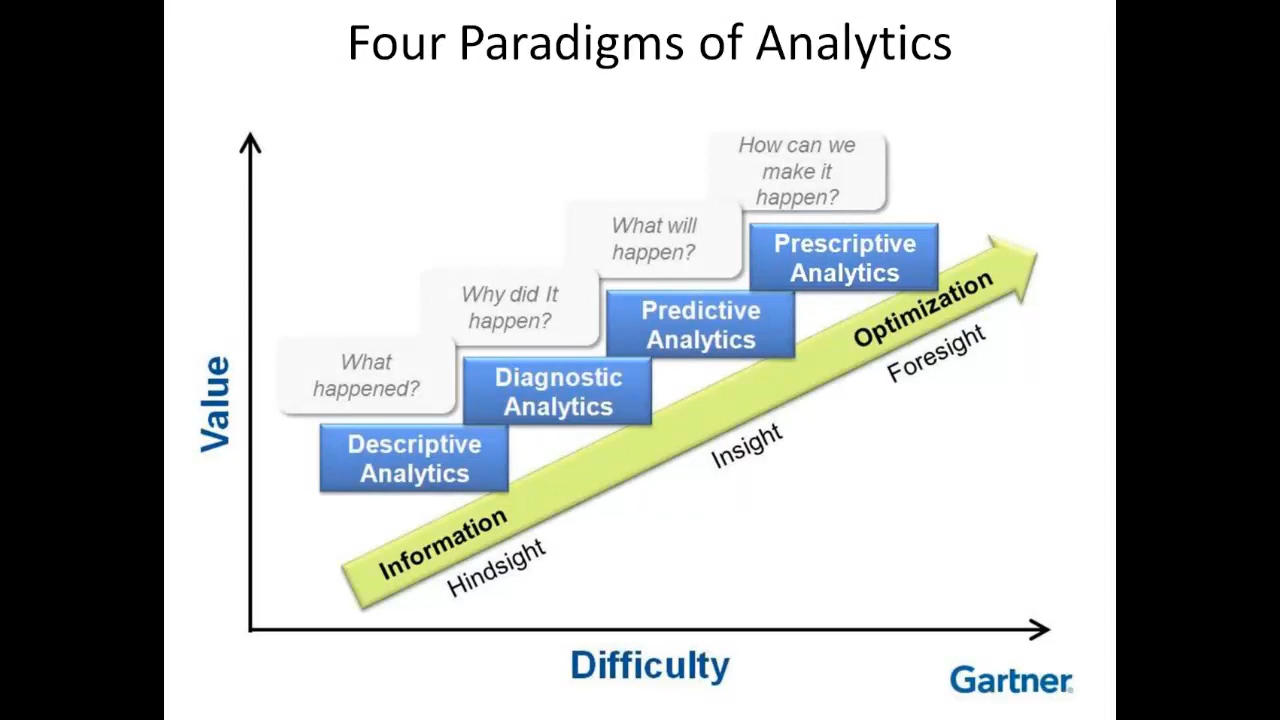 Four Paradigms of Analytics
How can we
make it
happen?
What will
happen?
Prescriptive
Analytics
Why did It
happen?
Predictive
Analytics
What
happened?
Diagnostic
Analytics
Descriptive
Analytics
Value
Information
Optimization
Hindsight
Insight
Foresight
Difficulty
Gartner